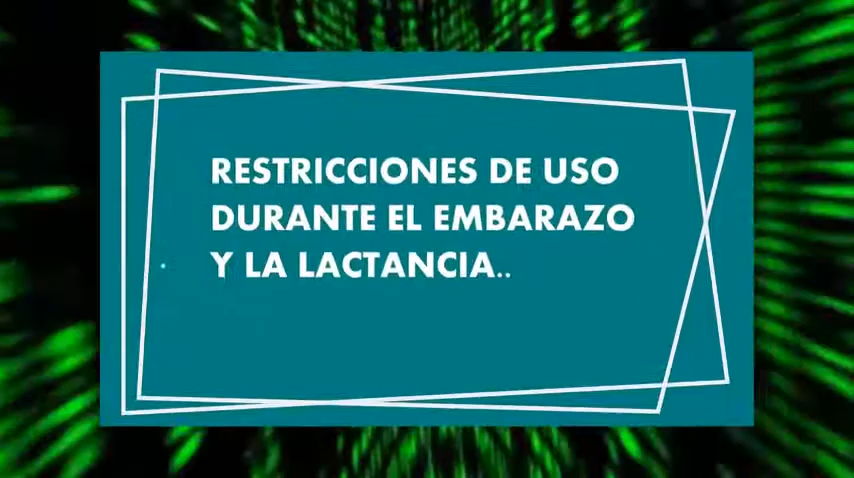 RESTRICCIONES DE USO
DURANTE EL EMBARAZO
Y LA LACTANCIA..